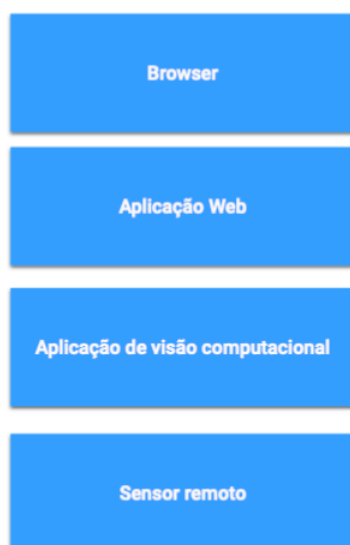 Browser
Aplicação Web
Aplicação de visão computacional
Sensor remoto